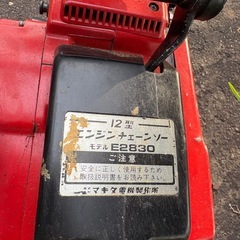 12型
エンジンチェーンソー
モデル E2830
ご注意
安全に正しく使用するため
お取扱説明書をお読み下さい。
マキタ電機製作所